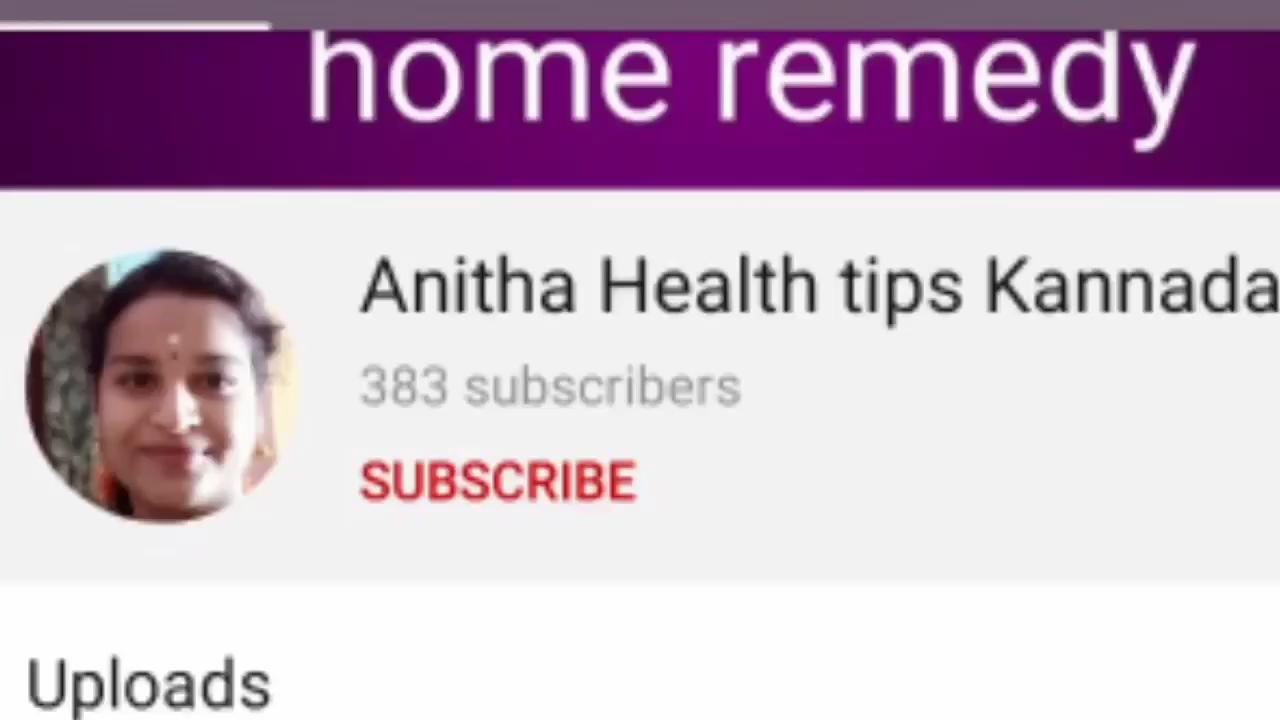 home remedy
Anitha Health tips Kannada
383 subscribers
SUBSCRIBE
Uploads